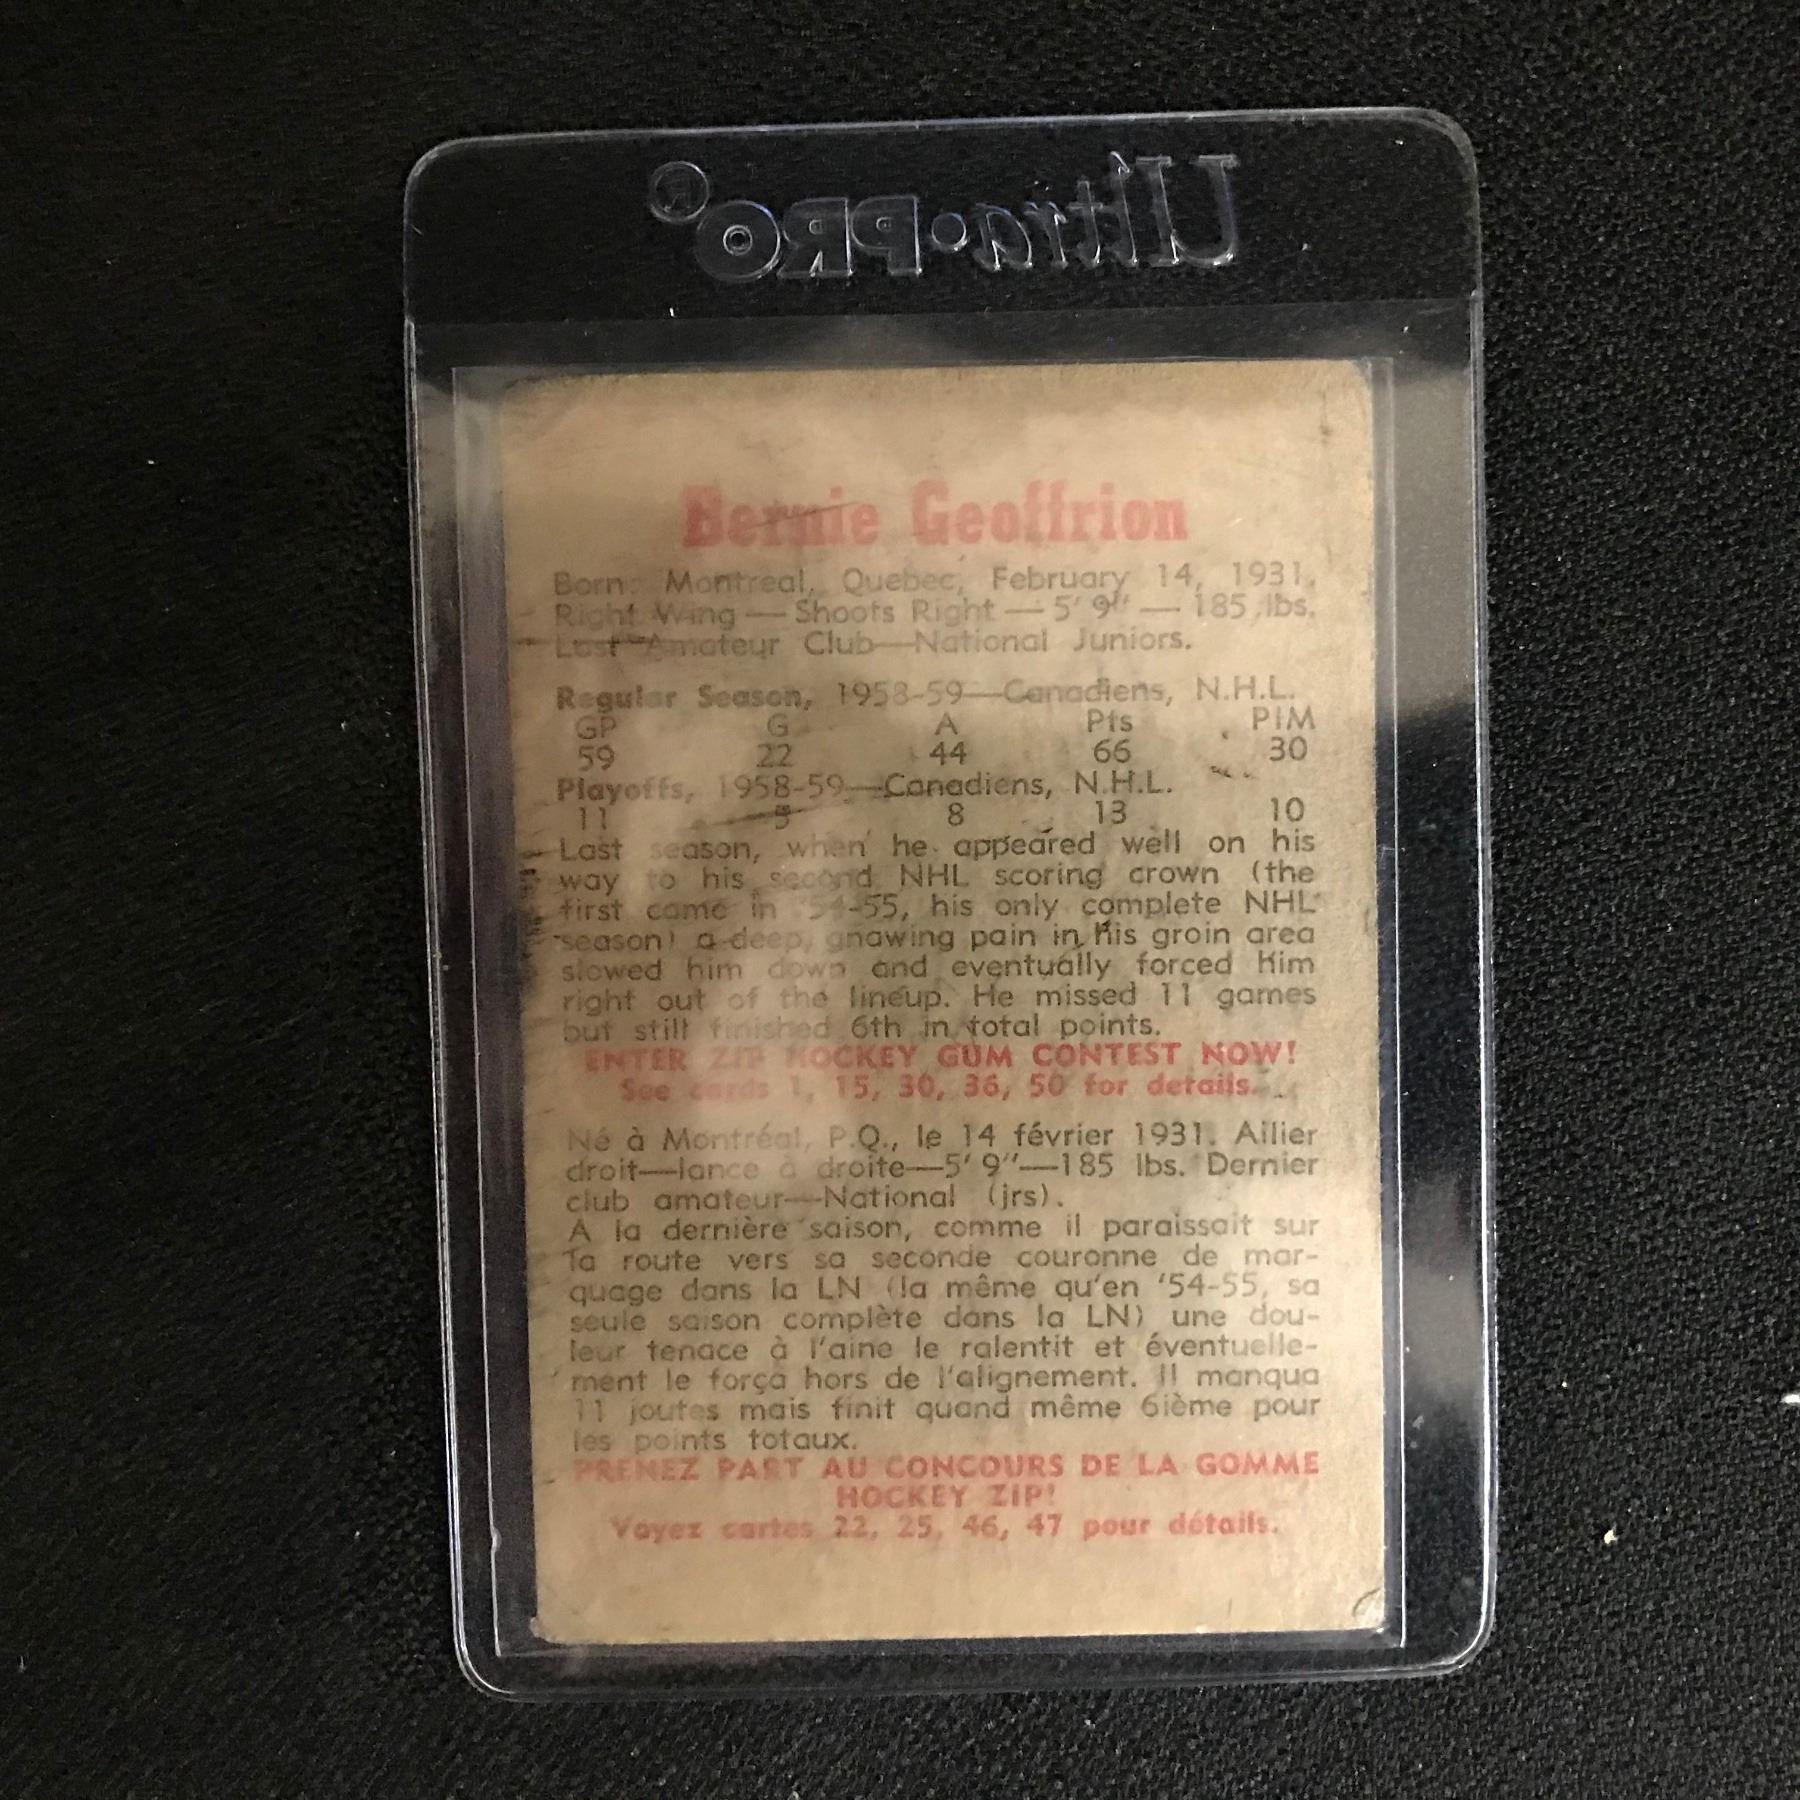 Ultra•PRO®
Bernie Geoffrion
Born: Montreal, Quebec, February 14, 1931.
Right Wing — Shoots Right — 5' 9" — 185 lbs.
Last Amateur Club—National Juniors.
Regular Season, 1958-59—Canadiens, N.H.L.
GP G A Pts PIM
59 22 44 66 30
Playoffs, 1958-59—Canadiens, N.H.L.
11 5 8 13 10
Last season, when he appeared well on his
way to his second NHL scoring crown (the
first came in '54-55, his only complete NHL
season) a deep, gnawing pain in his groin area
slowed him down and eventually forced him
right out of the lineup. He missed 11 games
but still finished 6th in total points.
ENTER ZIP HOCKEY GUM CONTEST NOW!
See cards 1, 15, 30, 36, 50 for details.
Né à Montréal, P.Q., le 14 février 1931. Ailier
droit—lance à droite—5' 9"—185 lbs. Dernier
club amateur—National (jrs).
A la dernière saison, comme il paraissait sur
la route vers sa seconde couronne de mar-
quage dans la LN (la même qu'en '54-55, sa
seule saison complète dans la LN) une dou-
leur tenace à l'aine le ralentit et éventuelle-
ment le força hors de l'alignement. Il manqua
11 joutes mais finit quand même 6ième pour
les points totaux.
PRENEZ PART AU CONCOURS DE LA GOMME
HOCKEY ZIP!
Voyez cartes 22, 25, 46, 47 pour détails.